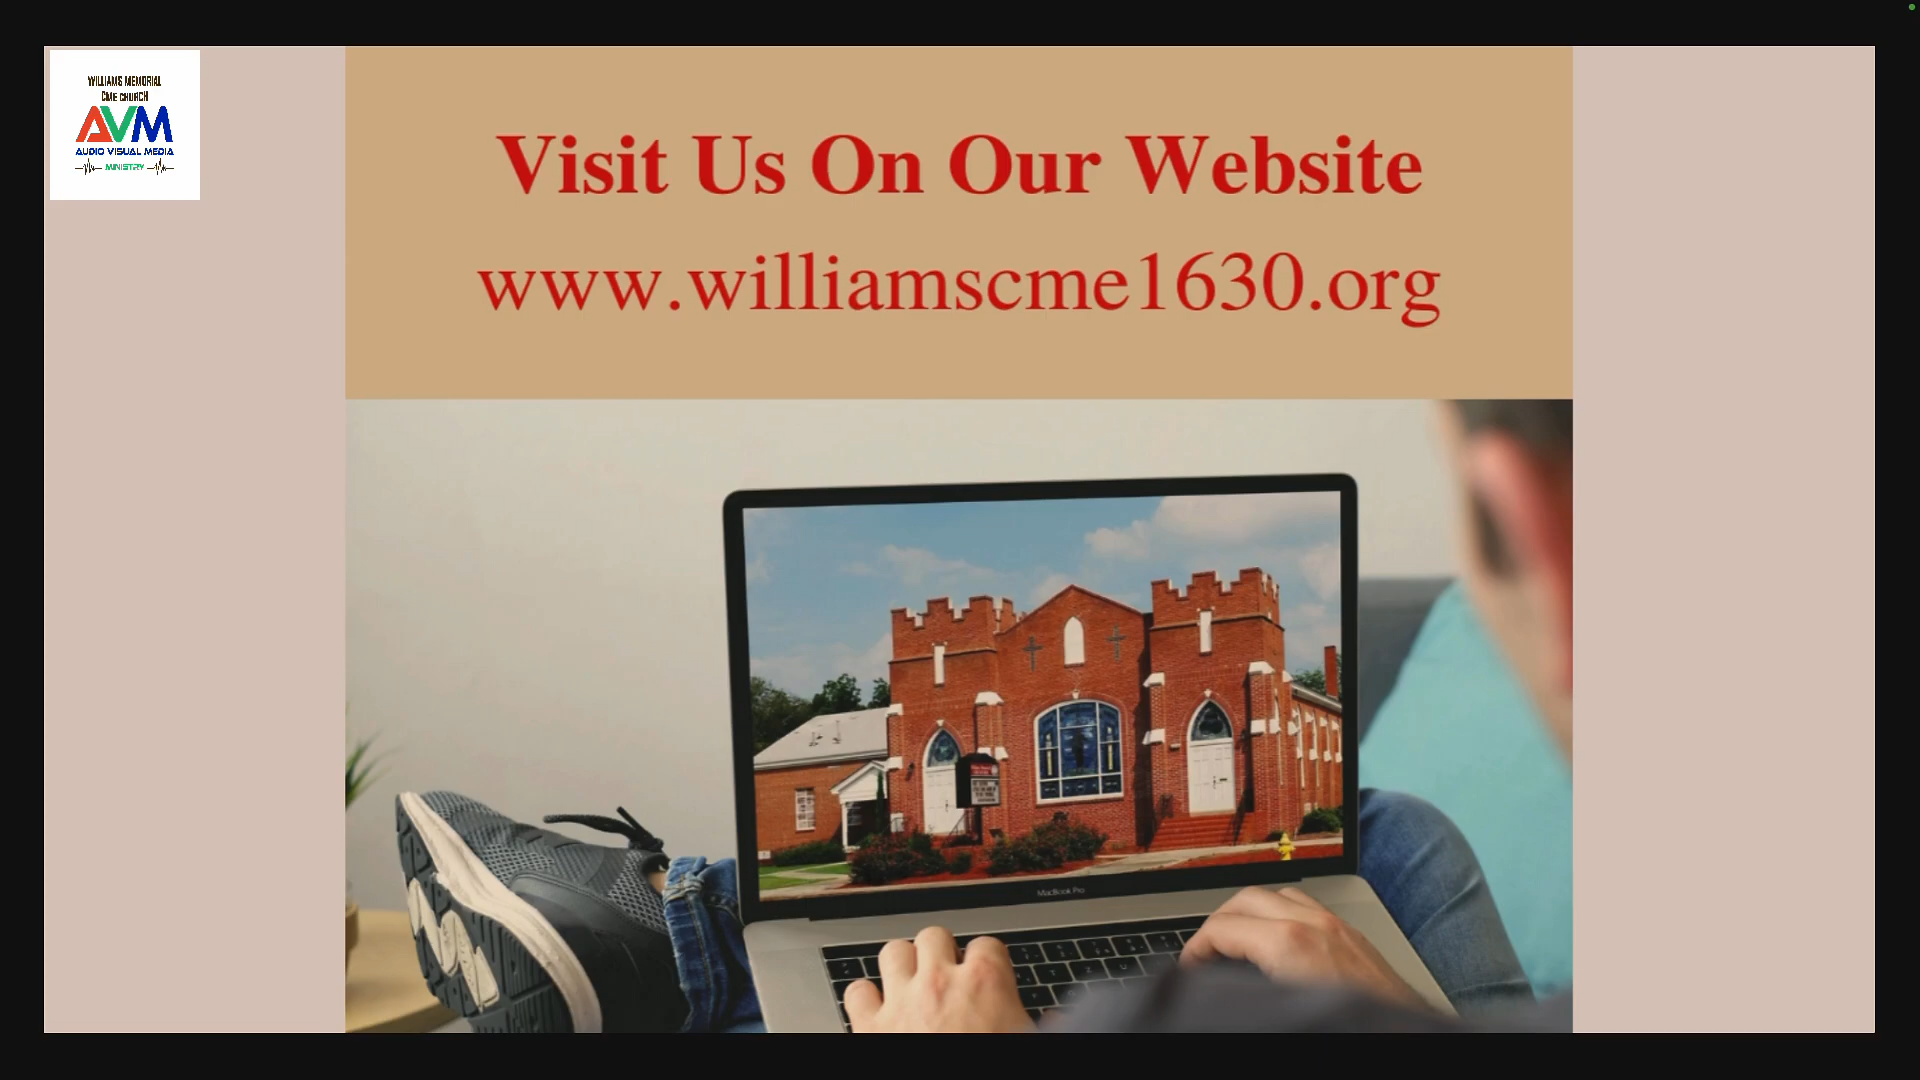 WILLIAMS MEMORIAL
CME CHURCH
AVM
AUDIO VISUAL MEDIA
MINISTRY
Visit Us On Our Website
www.williamscme1630.org
MacBook Pro